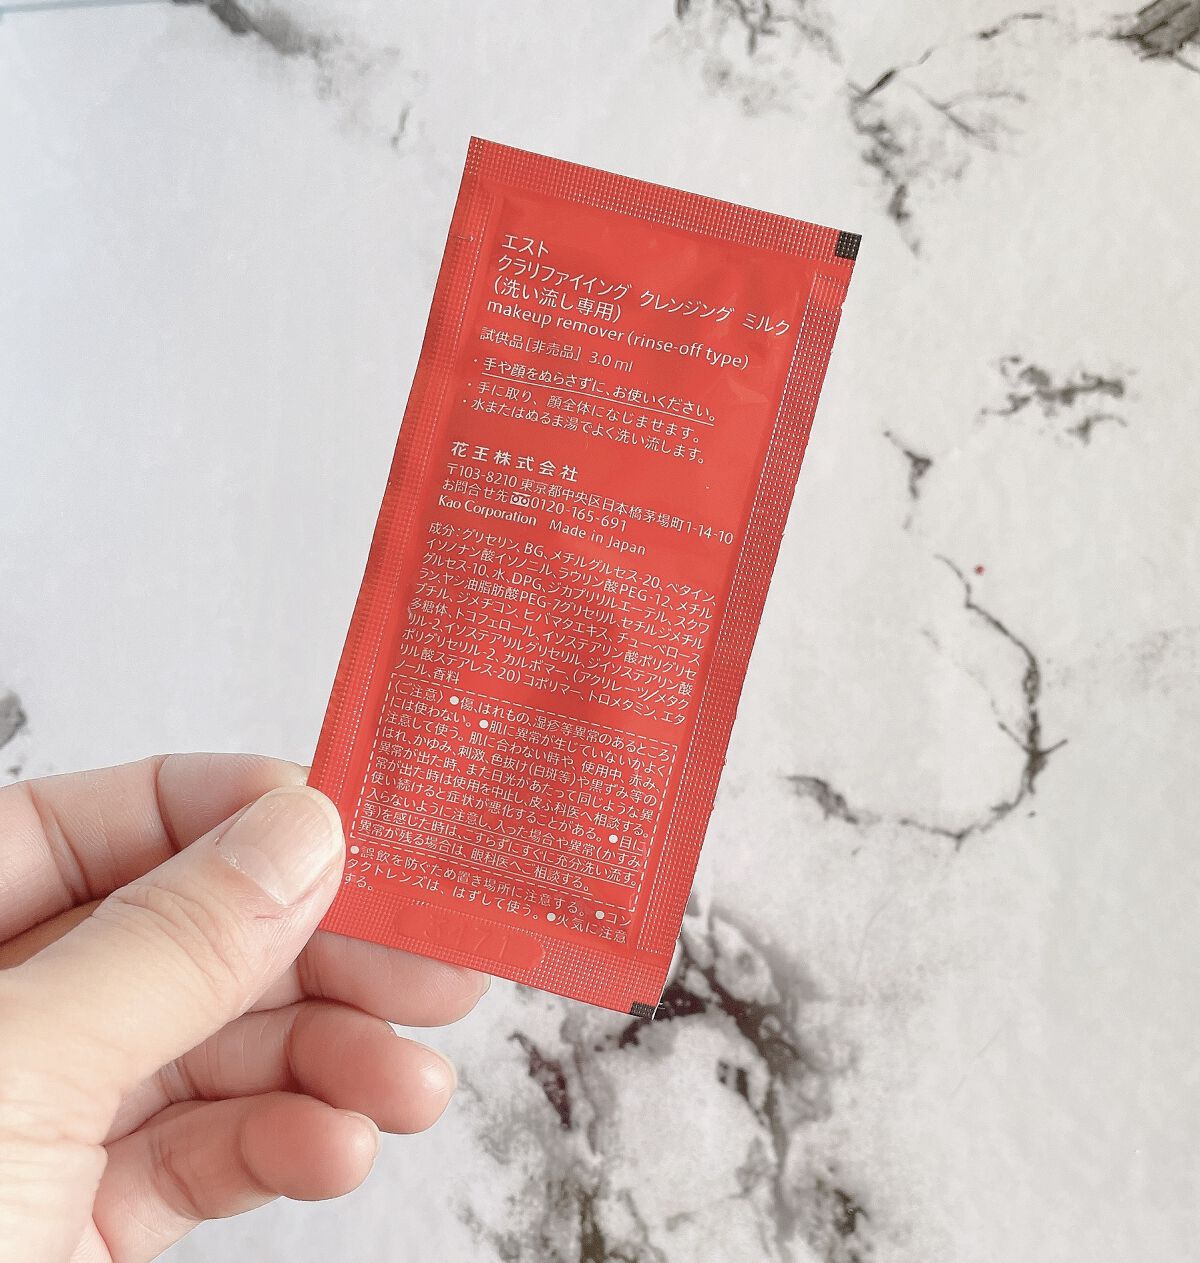 エスト
クラリファイイング クレンジング ミルク
(洗い流し専用)
makeup remover (rinse-off type)
試供品[非売品] 3.0 ml
・手や顔をぬらさずに、お使いください。
・手に取り、顔全体になじませます。
・水またはぬるま湯でよく洗い流します。
花王株式会社
〒103-8210 東京都中央区日本橋茅場町1-14-10
お問合せ先 0120-165-691
Kao Corporation Made in Japan
成分:グリセリン、BG、メチルグルセス-20、ベタイン、
イソノナン酸イソノニル、ラウリン酸PEG-12、メチル
グルセス-10、水、DPG、ジカプリリルエーテル、スクワ
ラン、ヤシ油脂肪酸PEG-7グリセリル、セチルジメチル
ブチル、ジメチコン、ヒバマタエキス、チューベロース
多糖体、トコフェロール、イソステアリン酸ポリグリセ
リル-2、イソステアリルグリセリル、ジイソステアリン酸
ポリグリセリル-2、カルボマー、(アクリレーツ/メタク
リル酸ステアレス-20)コポリマー、トロメタミン、エタ
ノール、香料
〈ご注意〉●傷、はれもの、湿疹等異常のあるところ
には使わない。●肌に異常が生じていないかよく
注意して使う。肌に合わない時や、使用中、赤み、
はれ、かゆみ、刺激、色抜け(白斑等)や黒ずみ等の
異常が出た時、また日光があたって同じような異
常が出た時は使用を中止し、皮ふ科医へ相談する。
使い続けると症状が悪化することがある。●目に
入らないように注意し、入った場合や異常(かすみ
等)を感じた時は、こすらずにすぐに充分洗い流す。
異常が残る場合は、眼科医へご相談する。
●誤飲を防ぐため置き場所に注意する。●コン
タクトレンズは、はずして使う。●火気に注意
する。